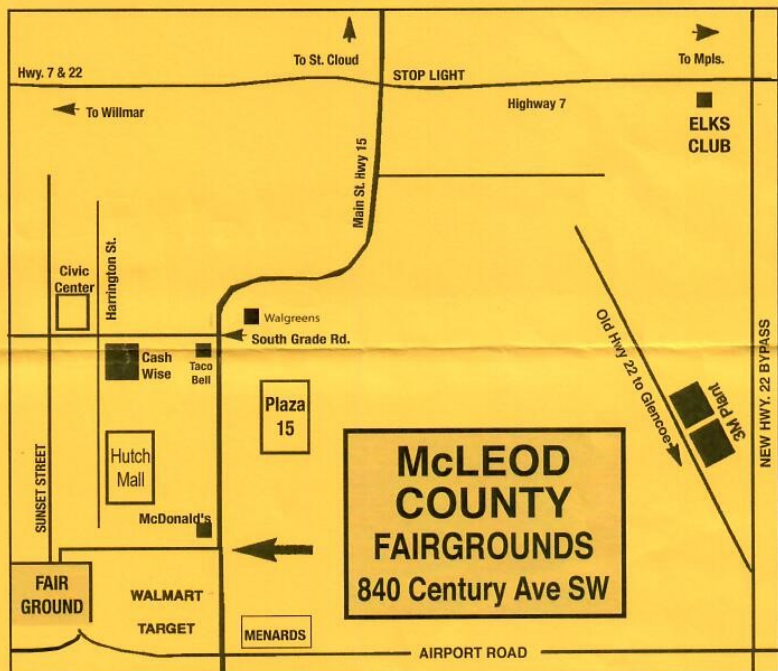 To St. Cloud
To Mpls.
Hwy. 7 & 22
STOP LIGHT
To Willmar
Highway 7
ELKS
CLUB
Main St. Hwy 15
Harrington St.
Civic
Center
Walgreens
South Grade Rd.
Old Hwy 22 to Glencoe
NEW HWY. 22 BYPASS
Cash
Wise
Taco
Bell
Plaza
15
3M Plant
Hutch
Mall
SUNSET STREET
McDonald's
McLEOD
COUNTY
FAIRGROUNDS
840 Century Ave SW
FAIR
GROUND
WALMART
TARGET
MENARDS
AIRPORT ROAD